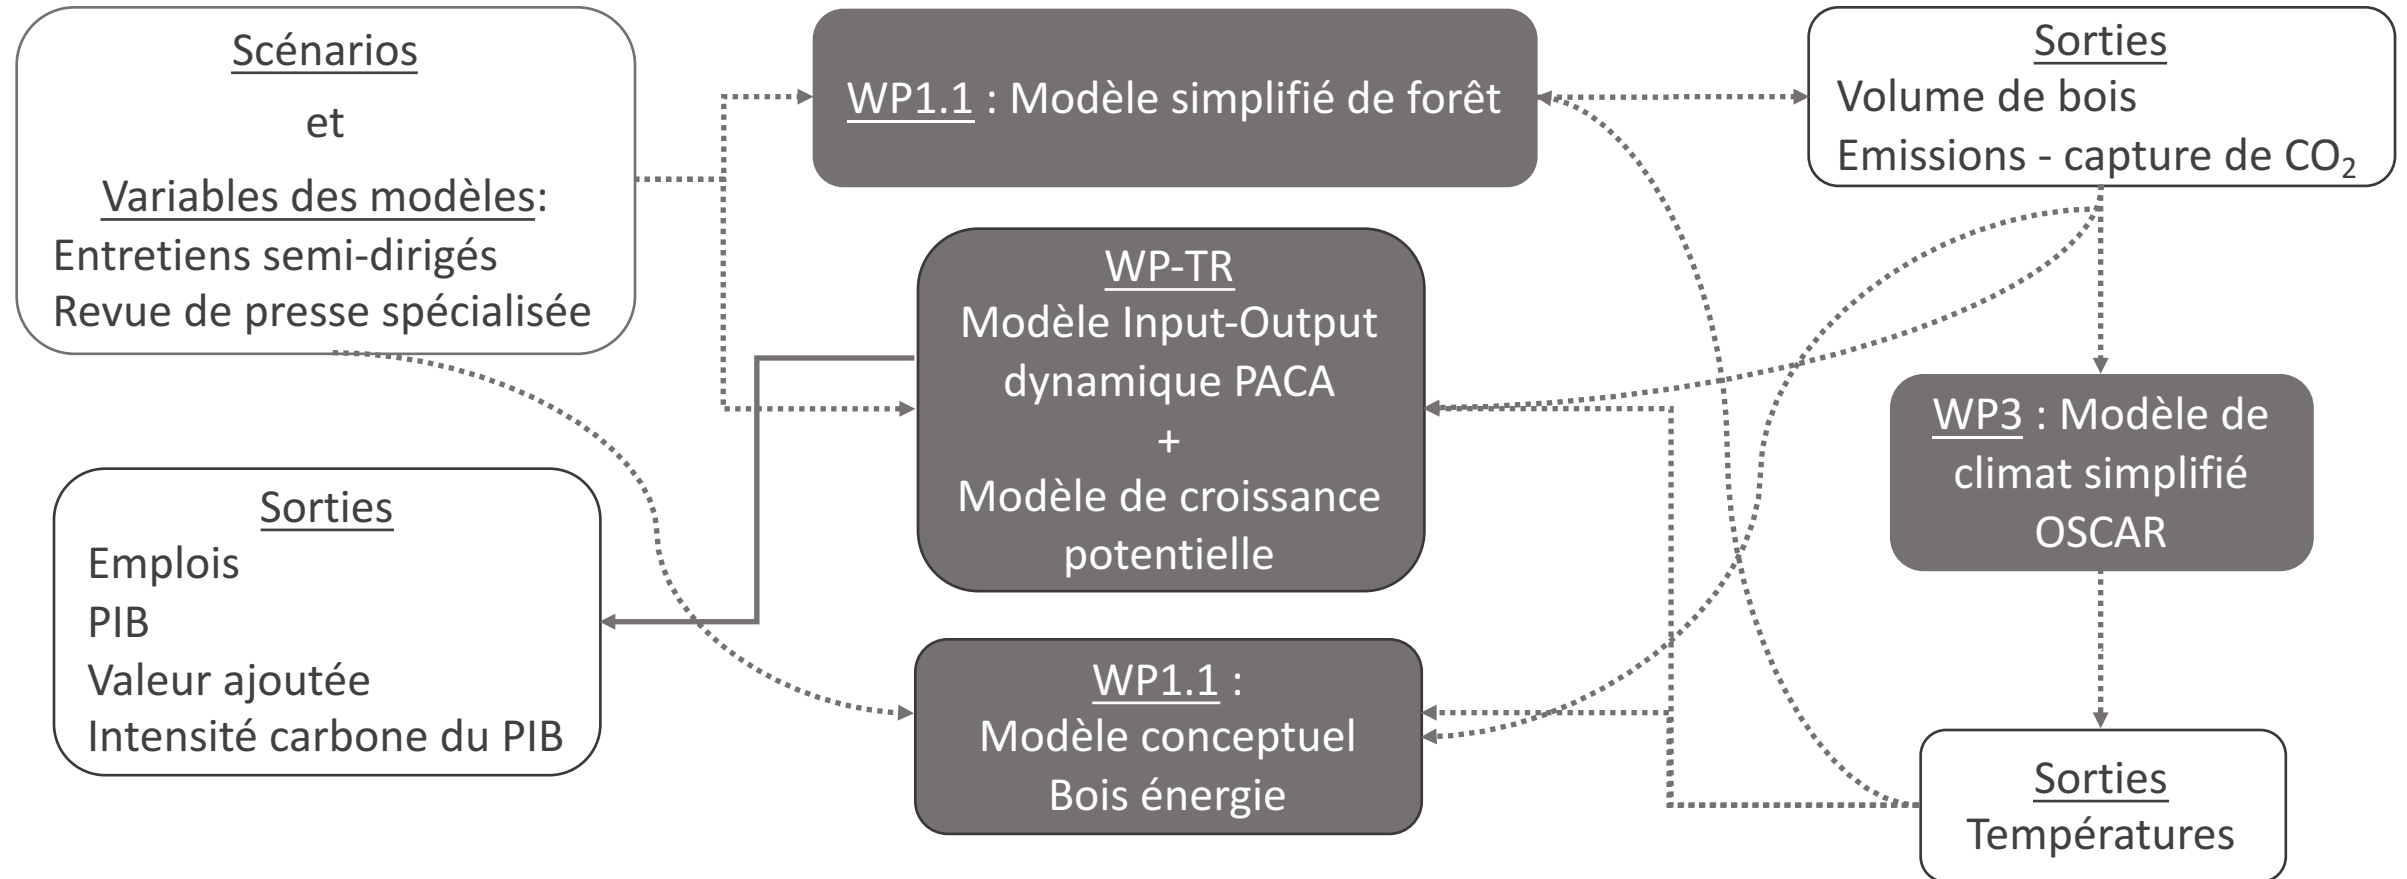 Scénarios
et
Variables des modèles:
Entretiens semi-dirigés
Revue de presse spécialisée
WP1.1 : Modèle simplifié de forêt
Sorties
Volume de bois
Emissions - capture de CO₂
WP-TR
Modèle Input-Output
dynamique PACA
+
Modèle de croissance
potentielle
WP3 : Modèle de
climat simplifié
OSCAR
Sorties
Emplois
PIB
Valeur ajoutée
Intensité carbone du PIB
WP1.1 :
Modèle conceptuel
Bois énergie
Sorties
Températures